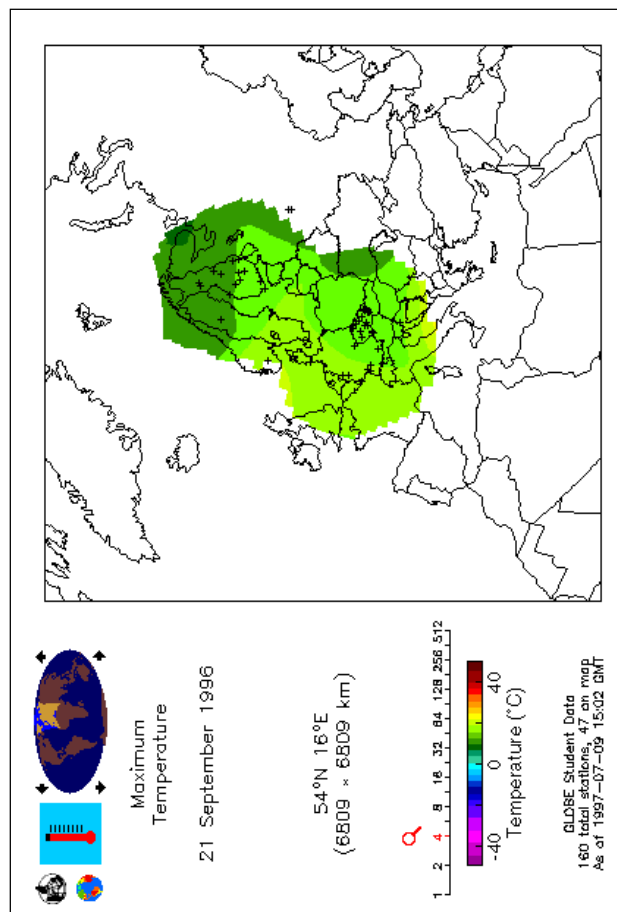 Maximum
Temperature
21 September 1996
54°N 16°E
(6809 × 6809 km)
1 2 4 8 16 32 64 128 256 512
-40 0 40
Temperature (°C)
GLOBE Student Data
160 total stations, 47 on map
As of 1997-07-09 15:02 GMT